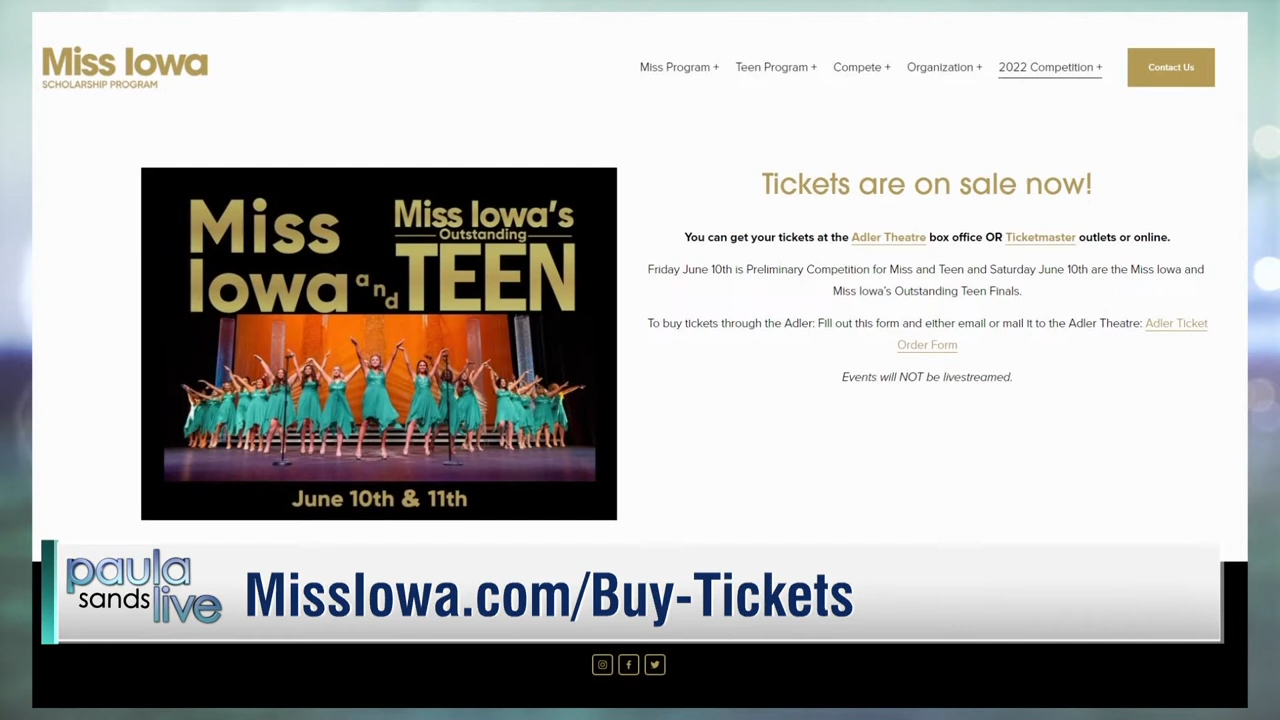 Miss Iowa
SCHOLARSHIP PROGRAM
Miss Program +
Teen Program +
Compete +
Organization +
2022 Competition +
Contact Us
Miss
Iowa
and
Miss Iowa's
Outstanding
TEEN
June 10th & 11th
Tickets are on sale now!
You can get your tickets at the Adler Theatre box office OR Ticketmaster outlets or online.
Friday June 10th is Preliminary Competition for Miss and Teen and Saturday June 10th are the Miss Iowa and
Miss Iowa's Outstanding Teen Finals.
To buy tickets through the Adler: Fill out this form and either email or mail it to the Adler Theatre: Adler Ticket
Order Form
Events will NOT be livestreamed.
paula
sands live
MissIowa.com/Buy-Tickets